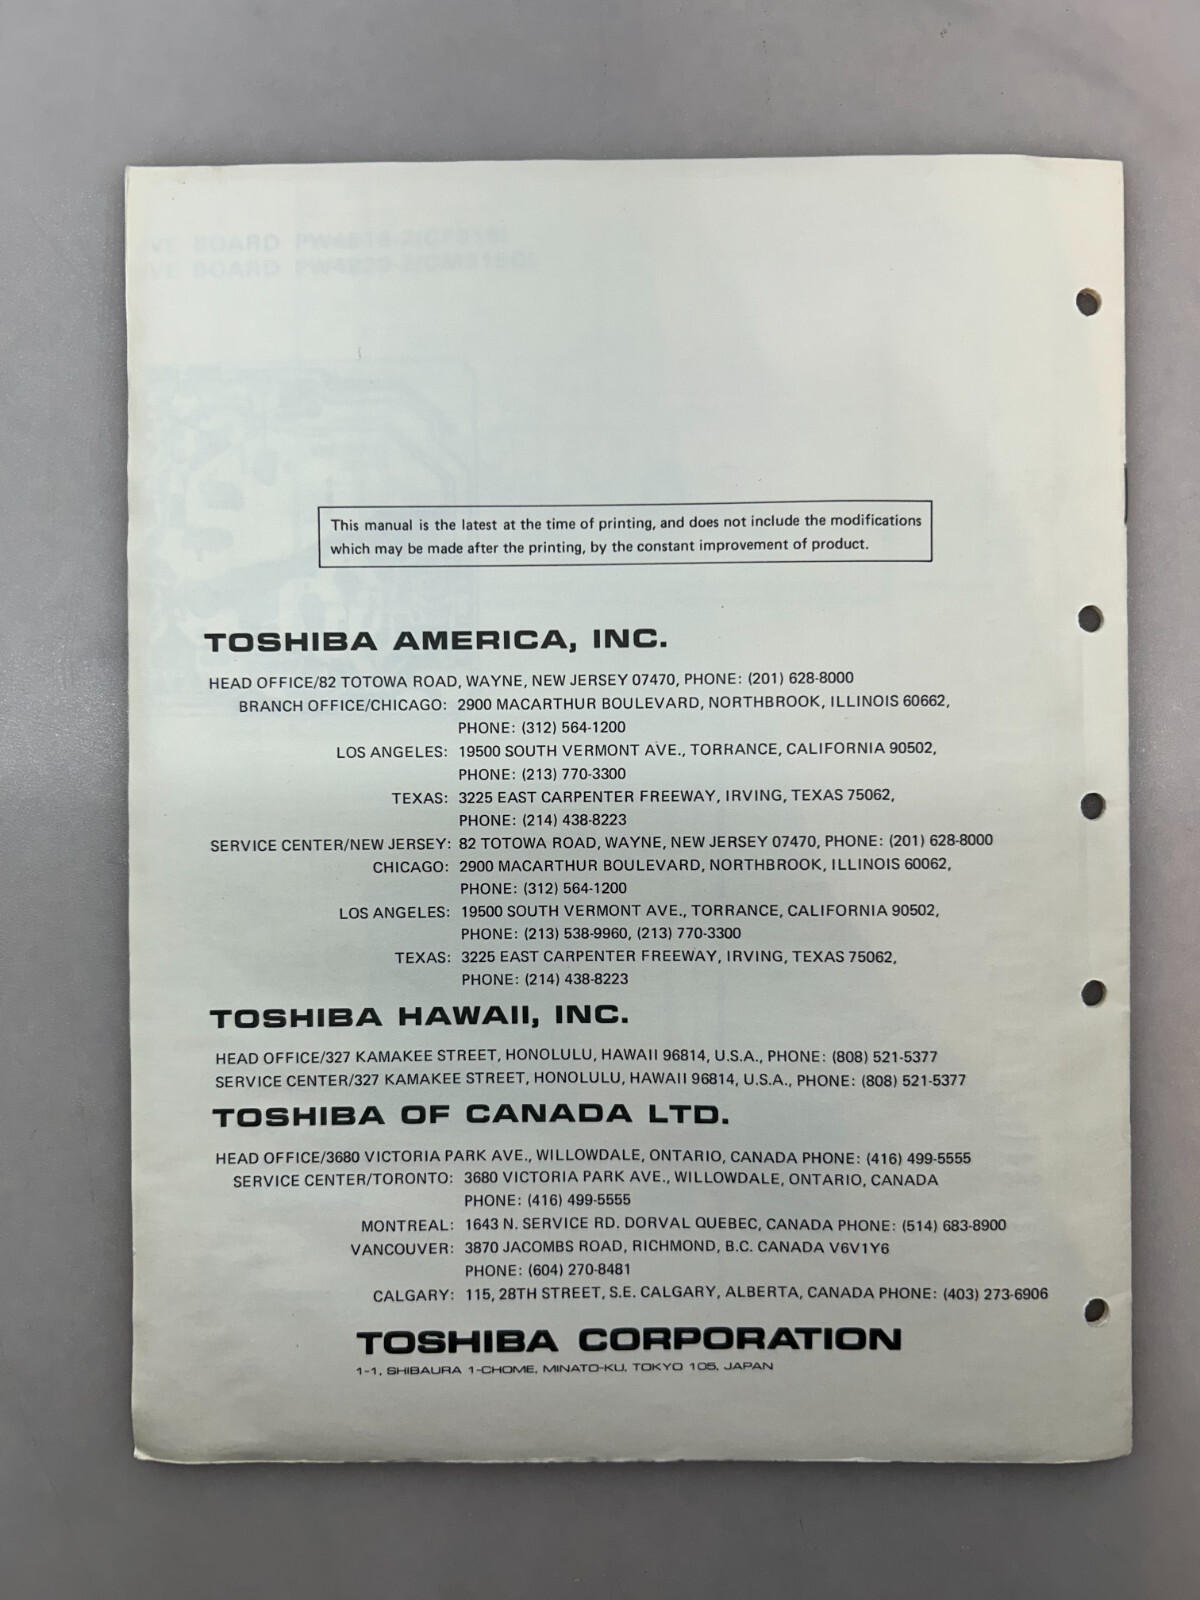 This manual is the latest at the time of printing, and does not include the modifications
which may be made after the printing, by the constant improvement of product.
TOSHIBA AMERICA, INC.
HEAD OFFICE/82 TOTOWA ROAD, WAYNE, NEW JERSEY 07470, PHONE: (201) 628-8000
BRANCH OFFICE/CHICAGO: 2900 MACARTHUR BOULEVARD, NORTHBROOK, ILLINOIS 60662,
PHONE: (312) 564-1200
LOS ANGELES: 19500 SOUTH VERMONT AVE., TORRANCE, CALIFORNIA 90502,
PHONE: (213) 770-3300
TEXAS: 3225 EAST CARPENTER FREEWAY, IRVING, TEXAS 75062,
PHONE: (214) 438-8223
SERVICE CENTER/NEW JERSEY: 82 TOTOWA ROAD, WAYNE, NEW JERSEY 07470, PHONE: (201) 628-8000
CHICAGO: 2900 MACARTHUR BOULEVARD, NORTHBROOK, ILLINOIS 60062,
PHONE: (312) 564-1200
LOS ANGELES: 19500 SOUTH VERMONT AVE., TORRANCE, CALIFORNIA 90502,
PHONE: (213) 538-9960, (213) 770-3300
TEXAS: 3225 EAST CARPENTER FREEWAY, IRVING, TEXAS 75062,
PHONE: (214) 438-8223
TOSHIBA HAWAII, INC.
HEAD OFFICE/327 KAMAKEE STREET, HONOLULU, HAWAII 96814, U.S.A., PHONE: (808) 521-5377
SERVICE CENTER/327 KAMAKEE STREET, HONOLULU, HAWAII 96814, U.S.A., PHONE: (808) 521-5377
TOSHIBA OF CANADA LTD.
HEAD OFFICE/3680 VICTORIA PARK AVE., WILLOWDALE, ONTARIO, CANADA PHONE: (416) 499-5555
SERVICE CENTER/TORONTO: 3680 VICTORIA PARK AVE., WILLOWDALE, ONTARIO, CANADA
PHONE: (416) 499-5555
MONTREAL: 1643 N. SERVICE RD. DORVAL QUEBEC, CANADA PHONE: (514) 683-8900
VANCOUVER: 3870 JACOMBS ROAD, RICHMOND, B.C. CANADA V6V1Y6
PHONE: (604) 270-8481
CALGARY: 115, 28TH STREET, S.E. CALGARY, ALBERTA, CANADA PHONE: (403) 273-6906
TOSHIBA CORPORATION
1-1, SHIBAURA 1-CHOME, MINATO-KU, TOKYO 105, JAPAN